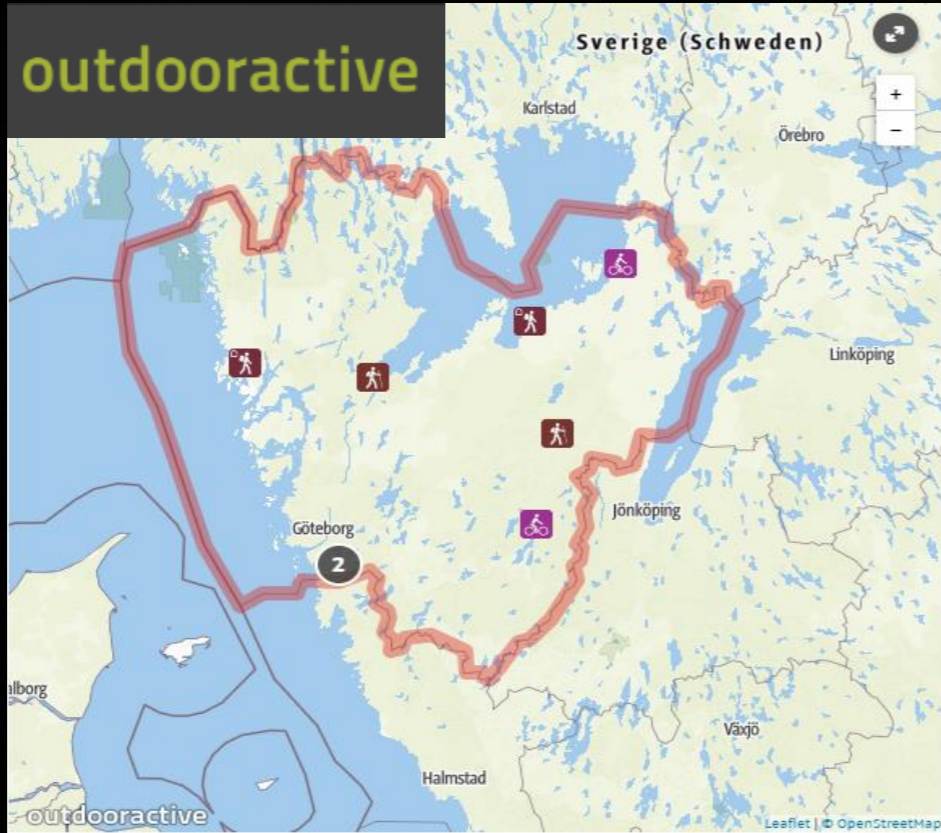 outdooractive
Sverige (Schweden)
+
−
Karlstad
Örebro
Linköping
Jönköping
Göteborg
2
alborg
Växjö
Halmstad
outdooractive
Leaflet | © OpenStreetMap